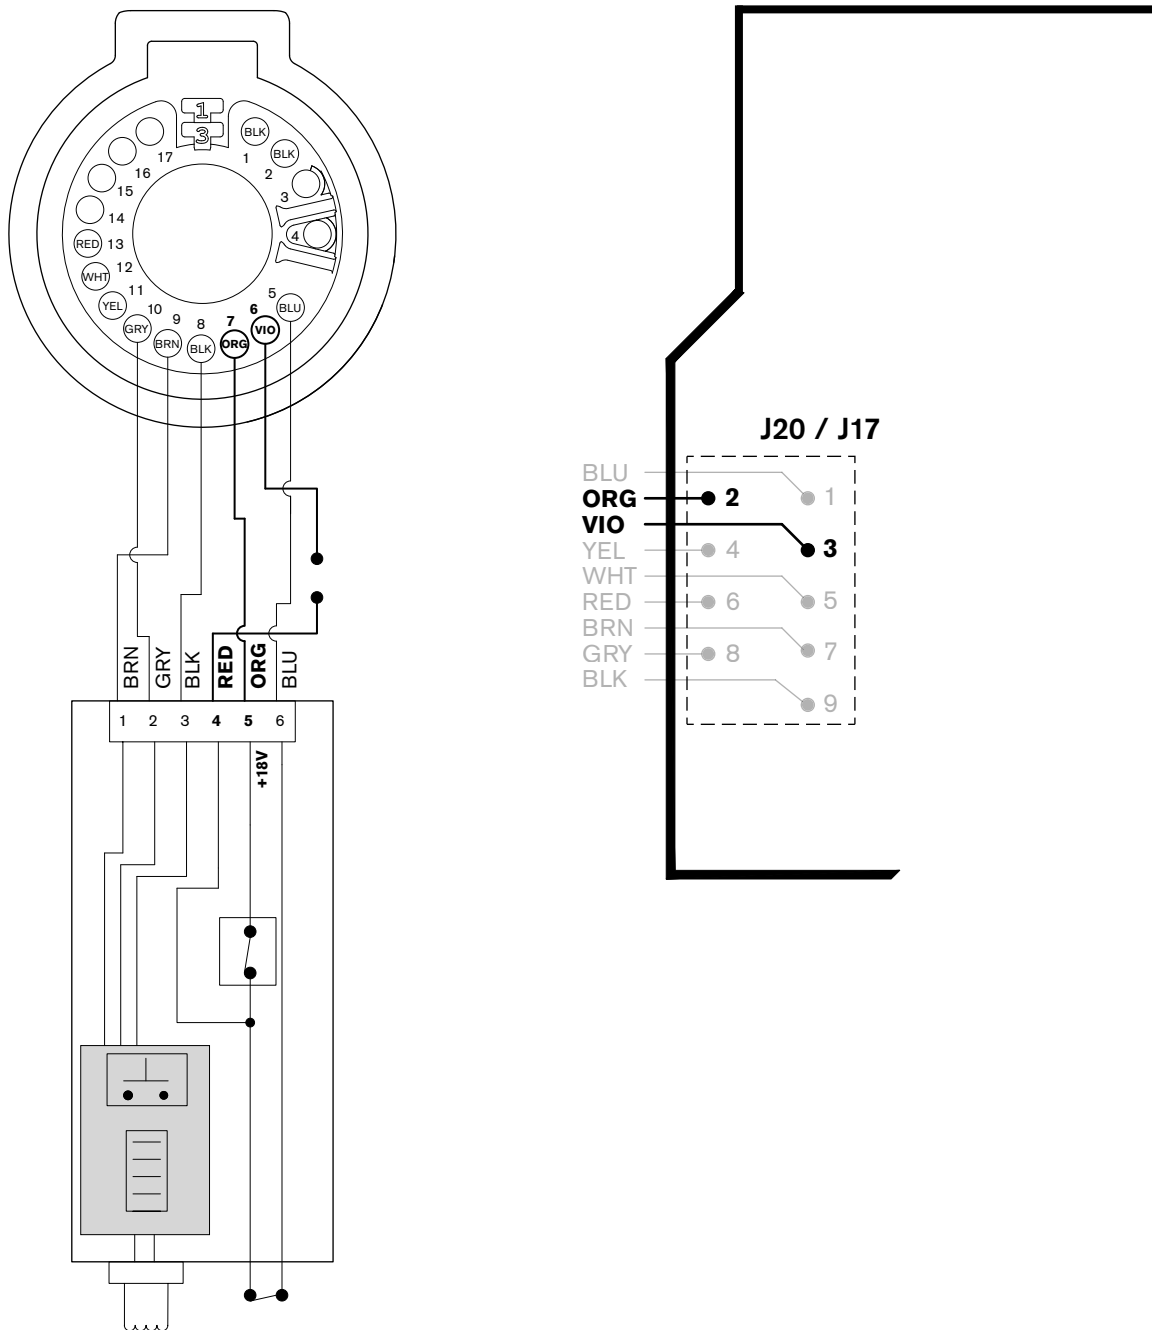 1
3
BLK
1
BLK
2
3
4
5
BLU
6
VIO
7
ORG
8
BLK
9
BRN
10
GRY
11
YEL
12
WHT
13
RED
14
15
16
17
BRN
GRY
BLK
RED
ORG
BLU
1 2 3 4 5 6
+18V
J20 / J17
BLU 1
ORG 2
VIO 3
YEL 4
WHT 5
RED 6
BRN 7
GRY 8
BLK 9